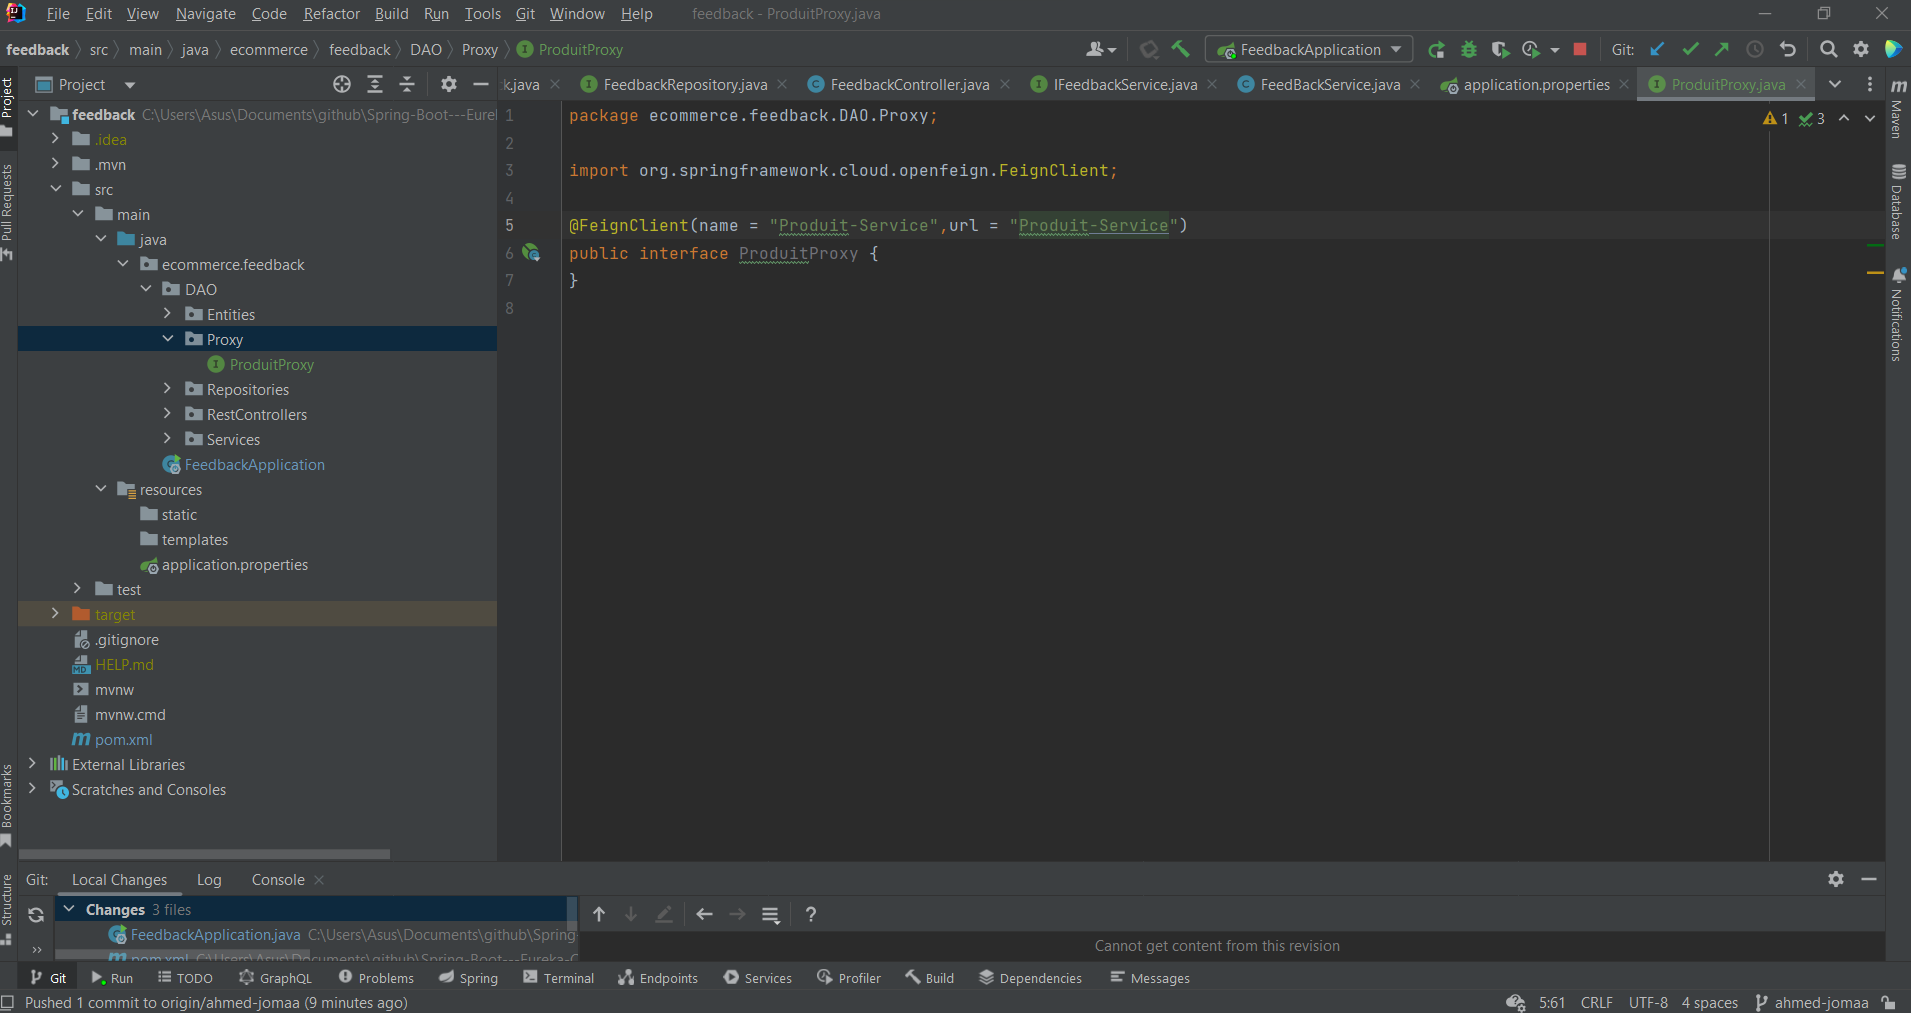 File Edit View Navigate Code Refactor Build Run Tools Git Window Help feedback - ProduitProxy.java
feedback src main java ecommerce feedback DAO Proxy ProduitProxy FeedbackApplication Git:
Project k.java FeedbackRepository.java FeedbackController.java IFeedbackService.java FeedBackService.java application.properties ProduitProxy.java
Project
Pull Requests
Bookmarks
Structure
Maven
Database
Notifications
feedback C:\Users\Asus\Documents\github\Spring-Boot---Eurel
.idea
.mvn
src
main
java
ecommerce.feedback
DAO
Entities
Proxy
ProduitProxy
Repositories
RestControllers
Services
FeedbackApplication
resources
static
templates
application.properties
test
target
.gitignore
HELP.md
mvnw
mvnw.cmd
pom.xml
External Libraries
Scratches and Consoles
1 package ecommerce.feedback.DAO.Proxy; 1 3
2
3 import org.springframework.cloud.openfeign.FeignClient;
4
5 @FeignClient(name = "Produit-Service",url = "Produit-Service")
6 public interface ProduitProxy {
7 }
8
Git: Local Changes Log Console
Changes 3 files
FeedbackApplication.java C:\Users\Asus\Documents\github\Spring-
pom.xml C:\Users\Asus\Documents\github\Spring-Boot---Eureka-C
Cannot get content from this revision
Git Run TODO GraphQL Problems Spring Terminal Endpoints Services Profiler Build Dependencies Messages
Pushed 1 commit to origin/ahmed-jomaa (9 minutes ago) 5:61 CRLF UTF-8 4 spaces ahmed-jomaa